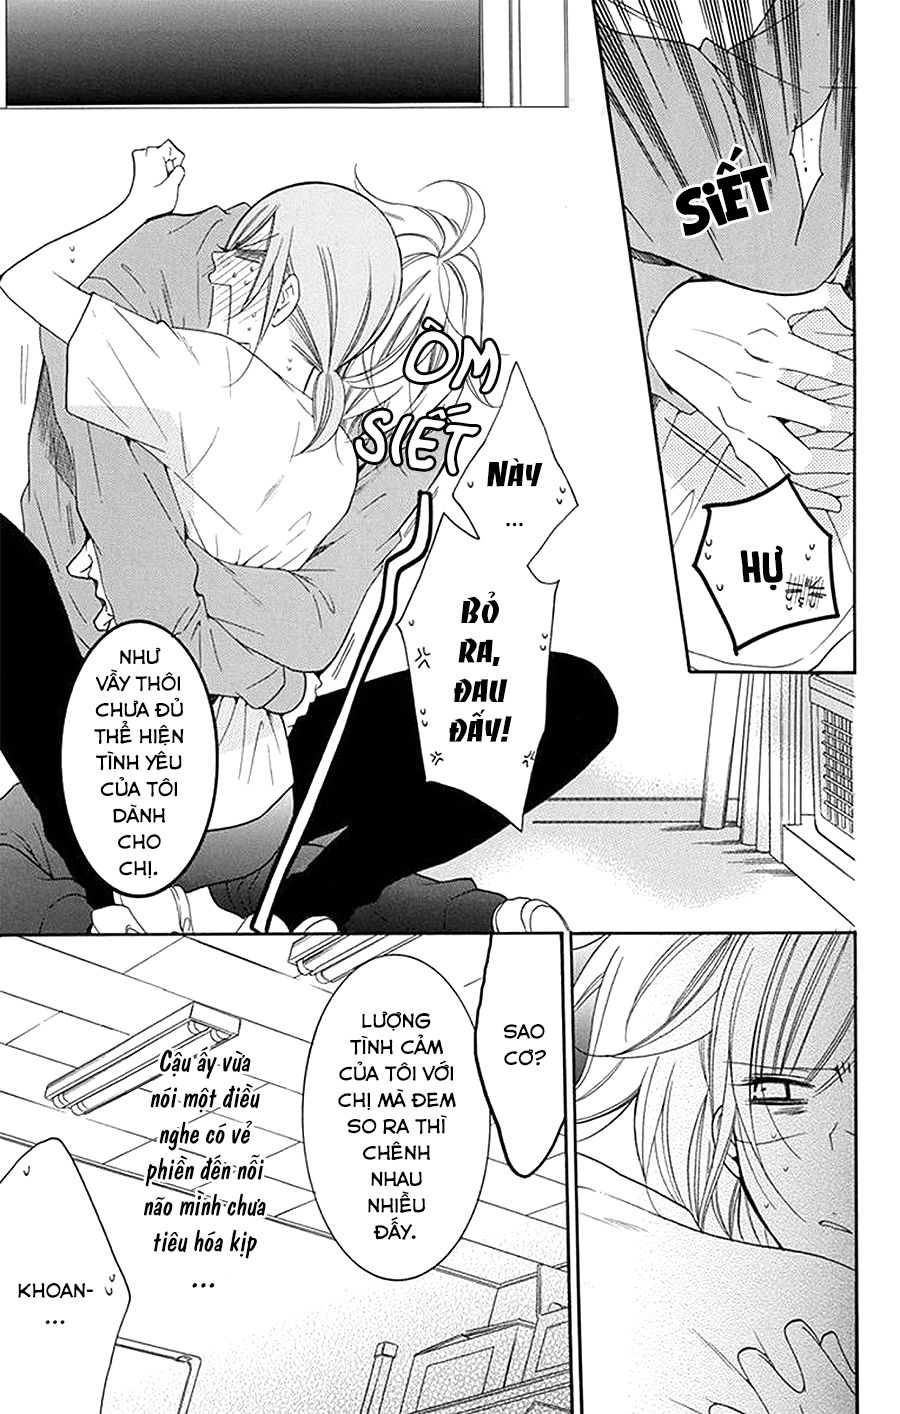 SIẾT
HỰ
ÔM
SIẾT
NÀY
...
BỎ
RA,
ĐAU
ĐẤY!
NHƯ
VẦY THÔI
CHƯA ĐỦ
THỂ HIỆN
TÌNH YÊU
CỦA TÔI
DÀNH
CHO
CHỊ.
SAO
CƠ?
LƯỢNG
TÌNH CẢM
CỦA TÔI VỚI
CHỊ MÀ ĐEM
SO RA THÌ
CHÊNH
NHAU
NHIỀU
ĐẤY.
Cậu ấy vừa
nói một điều
nghe có vẻ
phiền đến nỗi
não mình chưa
tiêu hóa kịp
...
KHOAN-
...